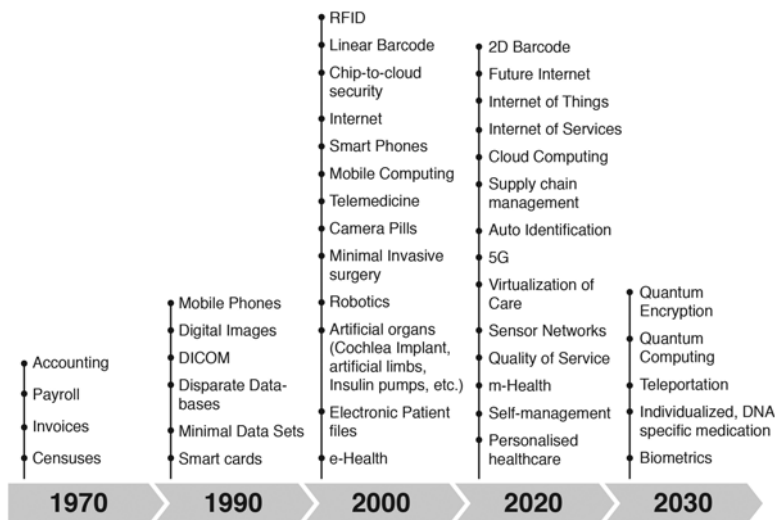 Accounting
Payroll
Invoices
Censuses
Mobile Phones
Digital Images
DICOM
Disparate Data-
bases
Minimal Data Sets
Smart cards
RFID
Linear Barcode
Chip-to-cloud
security
Internet
Smart Phones
Mobile Computing
Telemedicine
Camera Pills
Minimal Invasive
surgery
Robotics
Artificial organs
(Cochlea Implant,
artificial limbs,
Insulin pumps, etc.)
Electronic Patient
files
e-Health
2D Barcode
Future Internet
Internet of Things
Internet of Services
Cloud Computing
Supply chain
management
Auto Identification
5G
Virtualization of
Care
Sensor Networks
Quality of Service
m-Health
Self-management
Personalised
healthcare
Quantum
Encryption
Quantum
Computing
Teleportation
Individualized, DNA
specific medication
Biometrics
1970
1990
2000
2020
2030